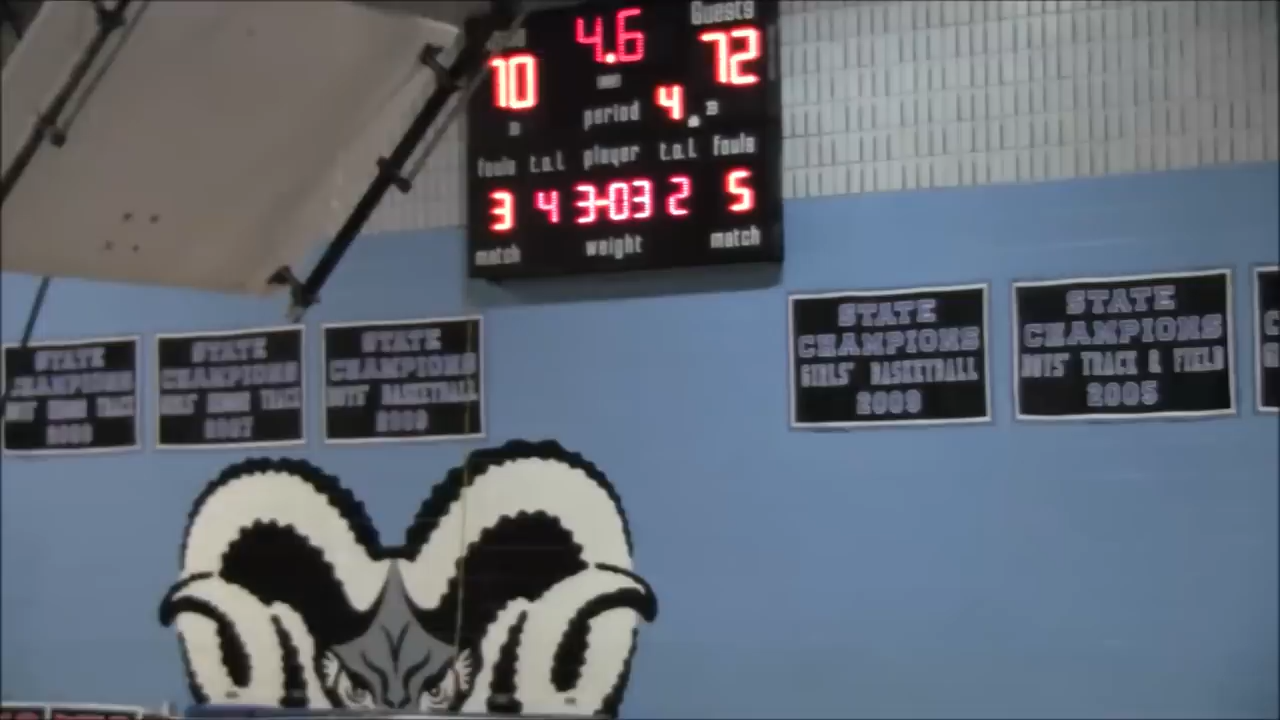 4.6
Guests
10
72
period
4
fouls t.o.l player t.o.l fouls
3 4 3-03 2 5
match
weight
match
STATE
CHAMPIONS
2007
STATE
CHAMPIONS
BOYS' BASKETBALL
STATE
CHAMPIONS
GIRLS' BASKETBALL
2009
STATE
CHAMPIONS
BOYS' TRACK & FIELD
2005
STATE
CHAMPIONS